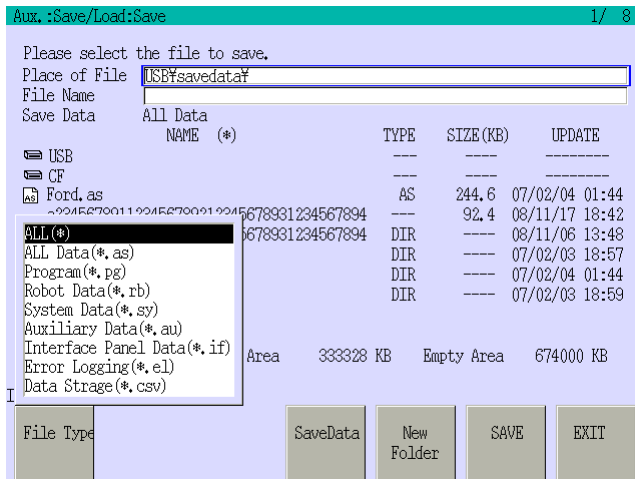 Aux.:Save/Load:Save 1/ 8
Please select the file to save.
Place of File USB¥savedata¥
File Name
Save Data All Data
NAME (*) TYPE SIZE(KB) UPDATE
USB --- ---- --------
CF --- ---- --------
AS Ford.as AS 244.6 07/02/04 01:44
a234567891123456789212345678931234567894 --- 92.4 08/11/17 18:42
5678931234567894 DIR ---- 08/11/06 13:48
DIR ---- 07/02/03 18:57
DIR ---- 07/02/04 01:44
DIR ---- 07/02/03 18:59
ALL(*)
ALL Data(*.as)
Program(*.pg)
Robot Data(*.rb)
System Data(*.sy)
Auxiliary Data(*.au)
Interface Panel Data(*.if)
Error Logging(*.el)
Data Strage(*.csv)
Area 333328 KB Empty Area 674000 KB
File Type SaveData New Folder SAVE EXIT